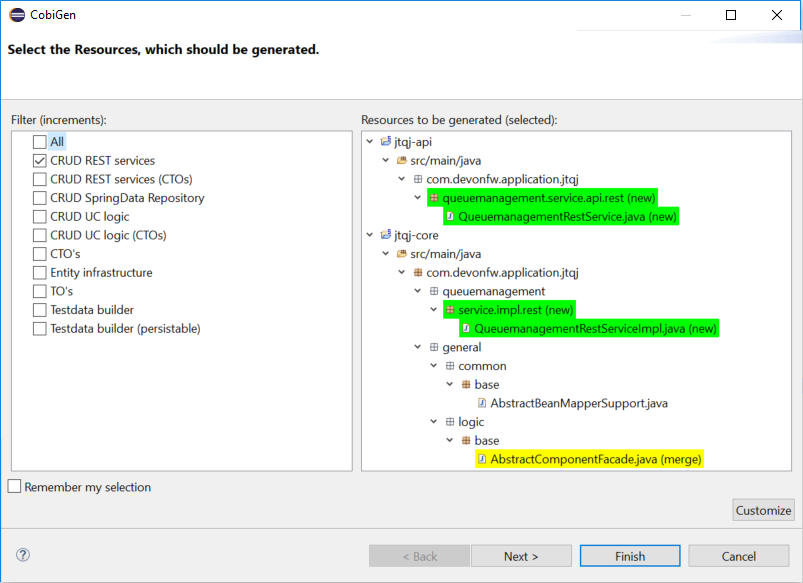 CobiGen
Select the Resources, which should be generated.
Filter (increments):
All
CRUD REST services
CRUD REST services (CTOs)
CRUD SpringData Repository
CRUD UC logic
CRUD UC logic (CTOs)
CTO's
Entity infrastructure
TO's
Testdata builder
Testdata builder (persistable)
Resources to be generated (selected):
jtqj-api
src/main/java
com.devonfw.application.jtqj
queuemanagement.service.api.rest (new)
QueuemanagementRestService.java (new)
jtqj-core
src/main/java
com.devonfw.application.jtqj
queuemanagement
service.impl.rest (new)
QueuemanagementRestServiceImpl.java (new)
general
common
base
AbstractBeanMapperSupport.java
logic
base
AbstractComponentFacade.java (merge)
Remember my selection
Customize
?
< Back
Next >
Finish
Cancel